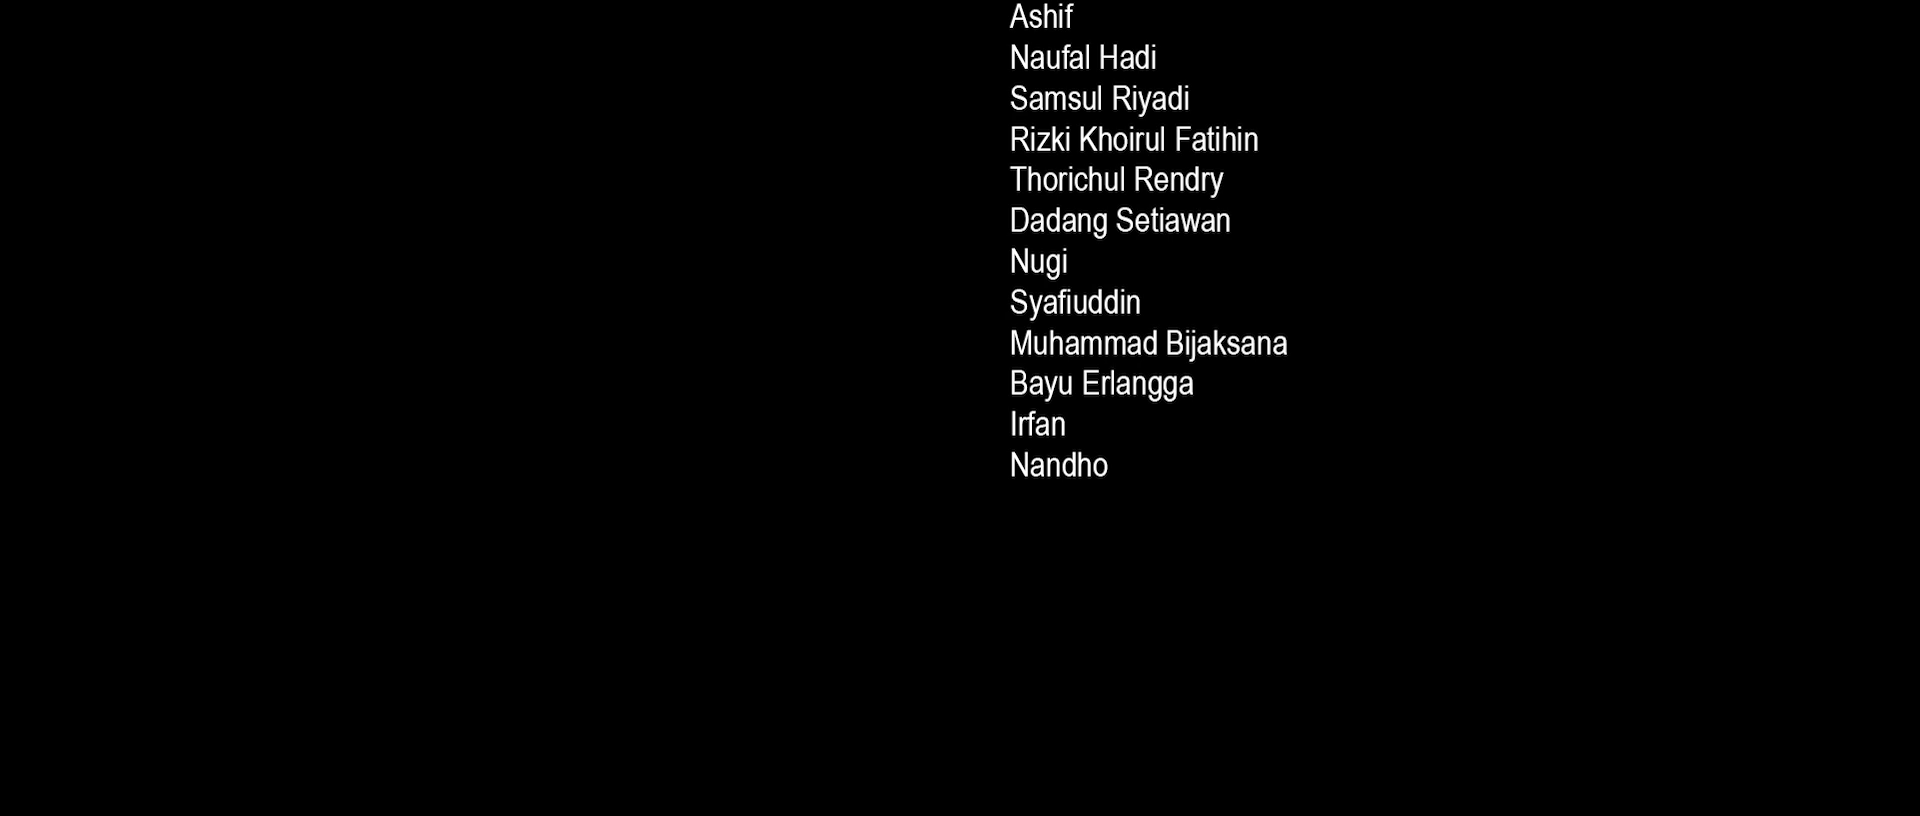 Ashif
Naufal Hadi
Samsul Riyadi
Rizki Khoirul Fatihin
Thorichul Rendry
Dadang Setiawan
Nugi
Syafiuddin
Muhammad Bijaksana
Bayu Erlangga
Irfan
Nandho